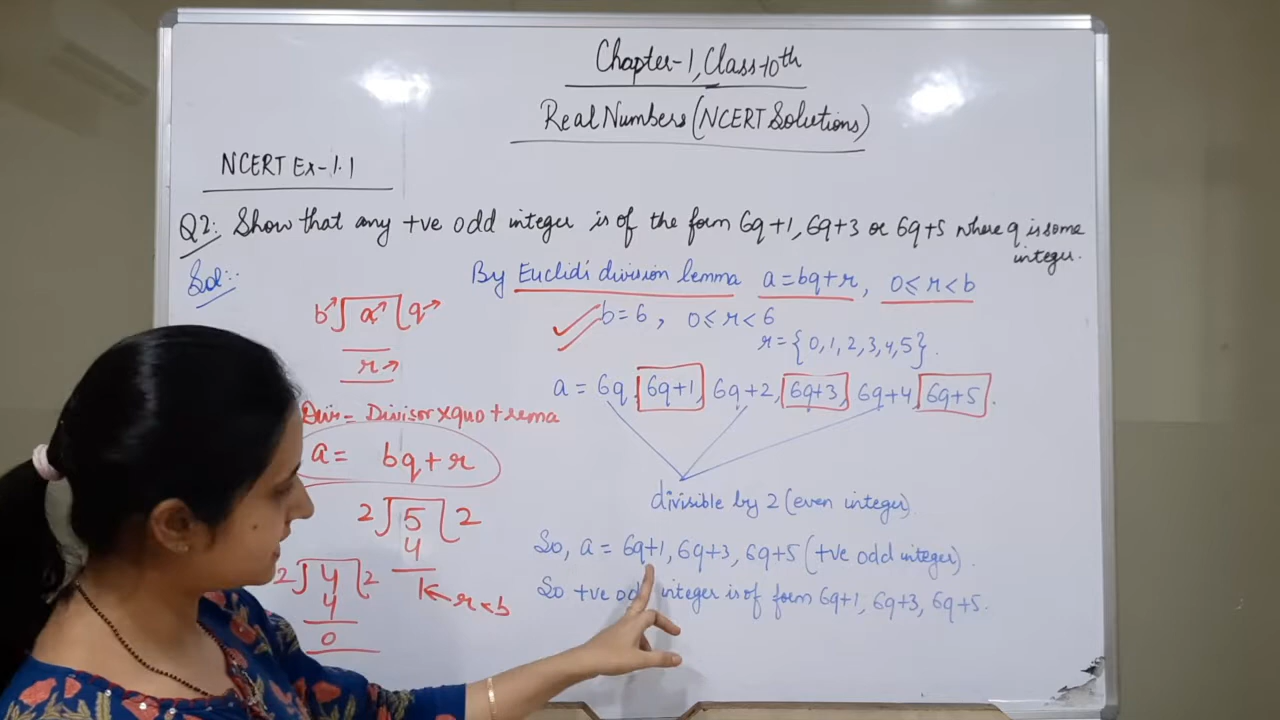 Chapter-1, Class-10th
Real Numbers (NCERT Solutions)
NCERT Ex-1.1
Q2: Show that any +ve odd integer is of the form 6q+1, 6q+3 or 6q+5 where q is some
integer.
Sol:-
By Euclid's division lemma a=bq+r, 0≤r<b
b=6, 0≤r<6
r={0,1,2,3,4,5}.
a = 6q, 6q+1, 6q+2, 6q+3, 6q+4, 6q+5.
divisible by 2 (even integer)
So, a = 6q+1, 6q+3, 6q+5 (+ve odd integer).
So +ve odd integer is of form 6q+1, 6q+3, 6q+5.
b a q
r
Divi = Divisor×quo+rema
a= bq+r
2 5 2
4
1 ← r<b
2 4 2
4
0